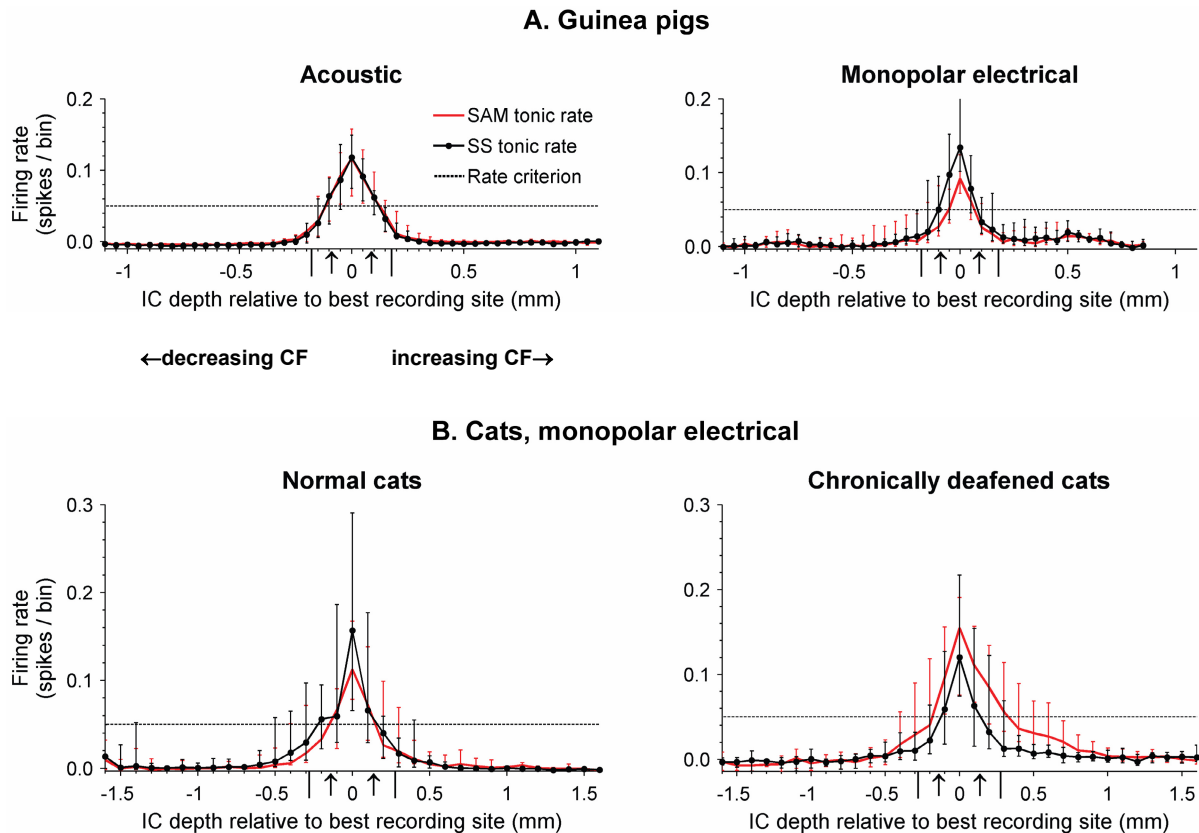 A. Guinea pigs
Acoustic
Monopolar electrical
0.2
0.1
0.0
Firing rate
(spikes / bin)
SAM tonic rate
SS tonic rate
Rate criterion
-1 -0.5 0 0.5 1
IC depth relative to best recording site (mm)
0.2
0.1
0.0
-1 -0.5 0 0.5 1
IC depth relative to best recording site (mm)
←decreasing CF increasing CF→
B. Cats, monopolar electrical
Normal cats
Chronically deafened cats
0.3
0.2
0.1
0.0
Firing rate
(spikes / bin)
-1.5 -1 -0.5 0 0.5 1 1.5
IC depth relative to best recording site (mm)
0.3
0.2
0.1
0.0
-1.5 -1 -0.5 0 0.5 1 1.5
IC depth relative to best recording site (mm)